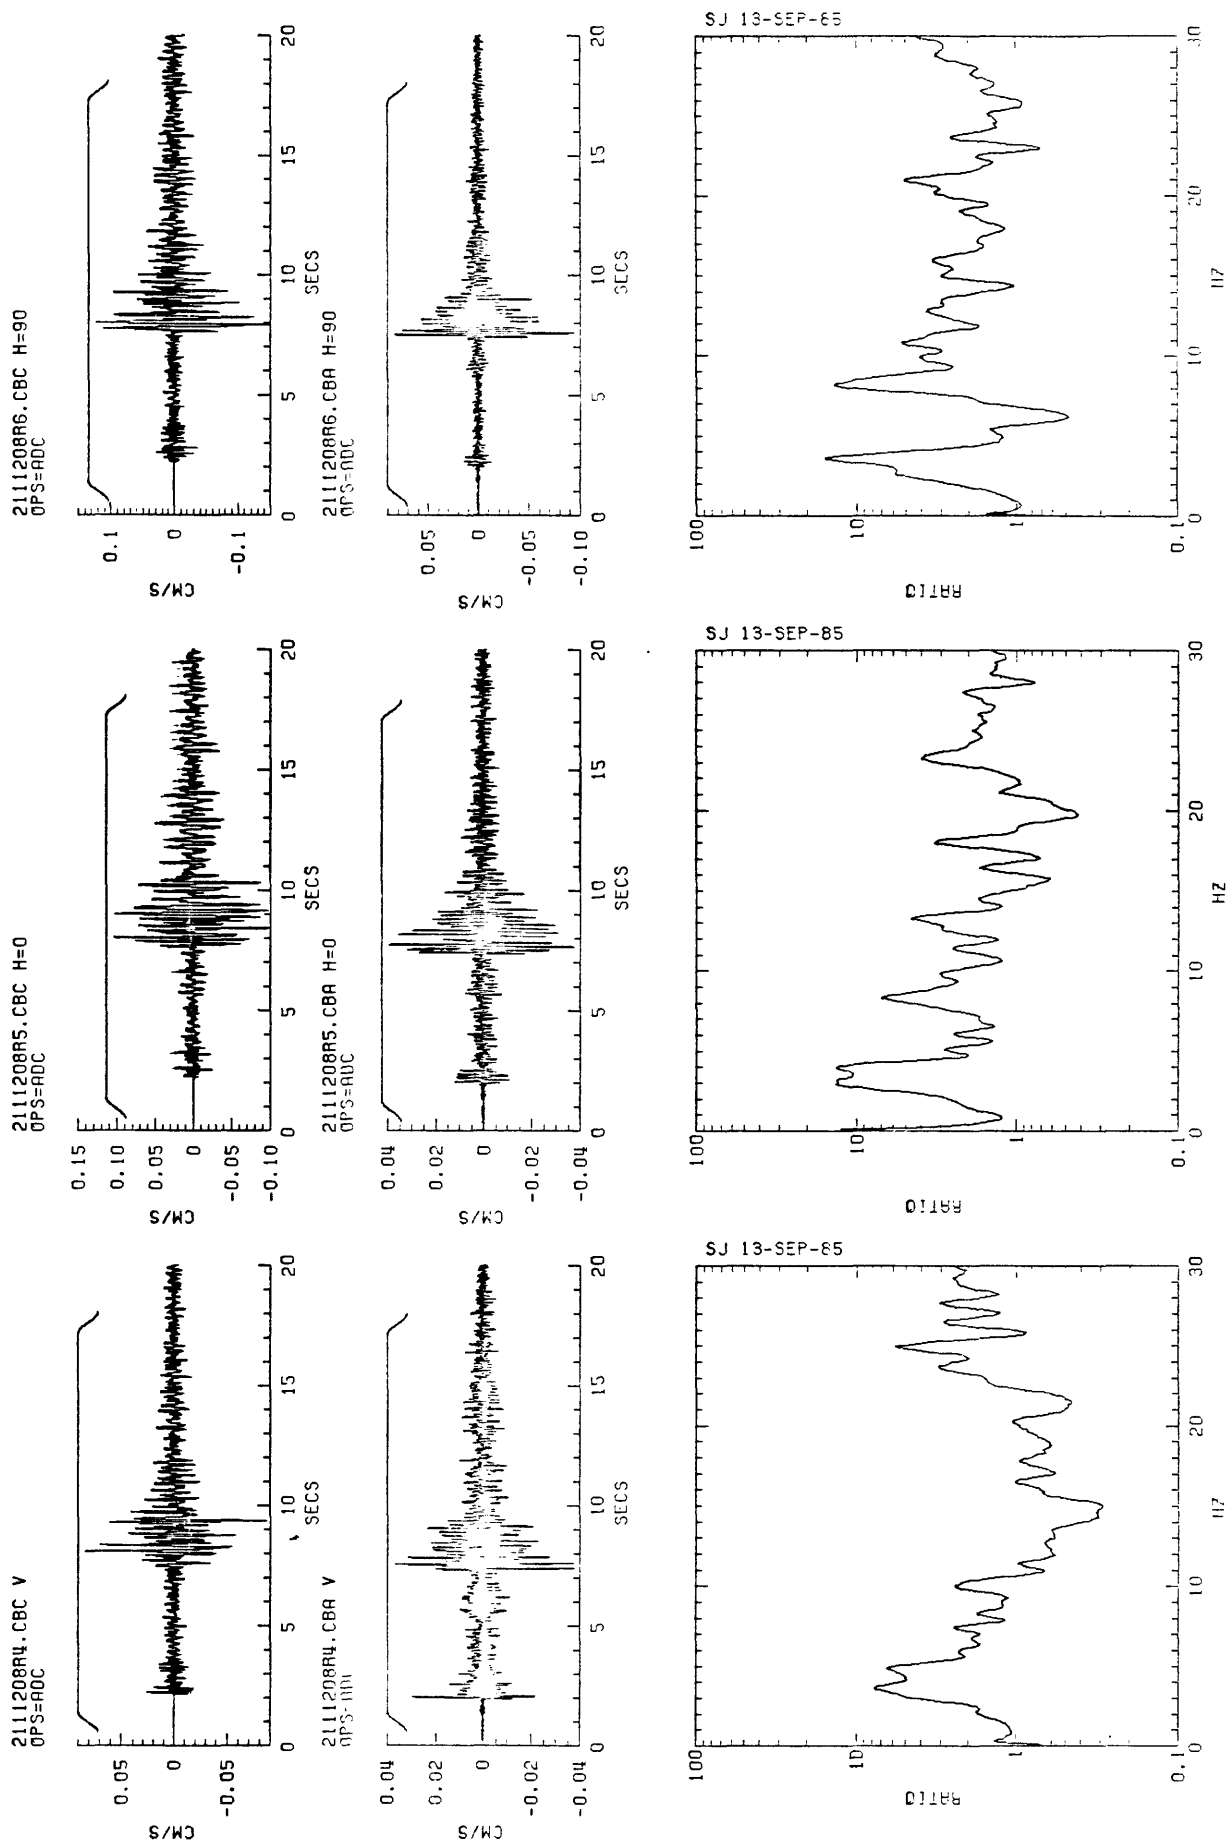 2111208R4.CBC V
OPS=ADC
CM/S
0.05
0
-0.05
0
5
10
15
20
SECS
2111208R4.CBA V
CM/S
0.04
0.02
0
-0.02
-0.04
0
5
10
15
20
SECS
SJ 13-SEP-85
RATIO
100
10
1
0.1
0
10
20
30
HZ
2111208R5.CBC H=0
OPS=ADC
CM/S
0.15
0.10
0.05
0
-0.05
-0.10
0
5
10
15
20
SECS
2111208R5.CBA H=0
OPS=ADC
CM/S
0.04
0.02
0
-0.02
-0.04
0
5
10
15
20
SECS
SJ 13-SEP-85
RATIO
100
10
1
0.1
0
10
20
30
HZ
2111208R6.CBC H=90
OPS=ADC
CM/S
0.1
0
-0.1
0
5
10
15
20
SECS
2111208R6.CBA H=90
OPS=ADC
CM/S
0.05
0
-0.05
-0.10
0
5
10
15
20
SECS
SJ 13-SEP-85
RATIO
100
10
1
0.1
0
10
20
30
HZ